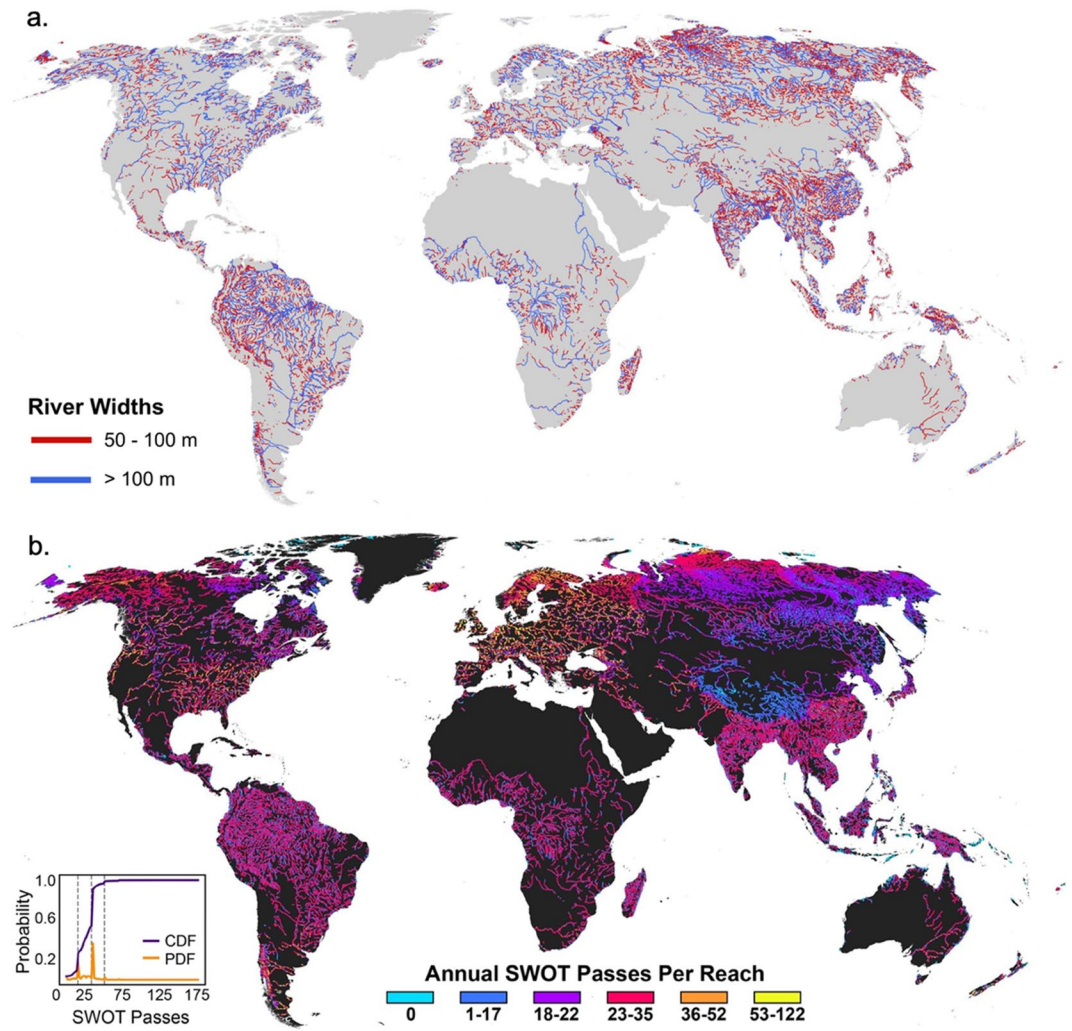 a.
River Widths
50 - 100 m
> 100 m
b.
Probability
1.0
0.6
0.2
CDF
PDF
0 25 75 125 175
SWOT Passes
Annual SWOT Passes Per Reach
0 1-17 18-22 23-35 36-52 53-122